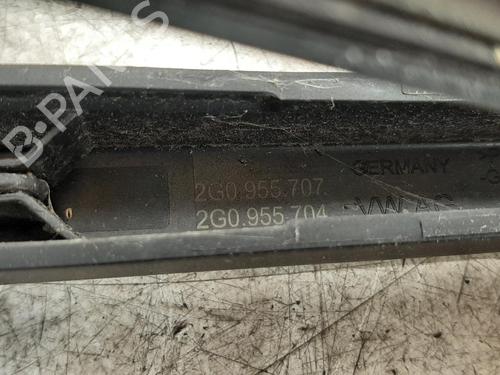 B-PARTS
2G0.955.707.
2G0.955 704
GERMANY
VW AG